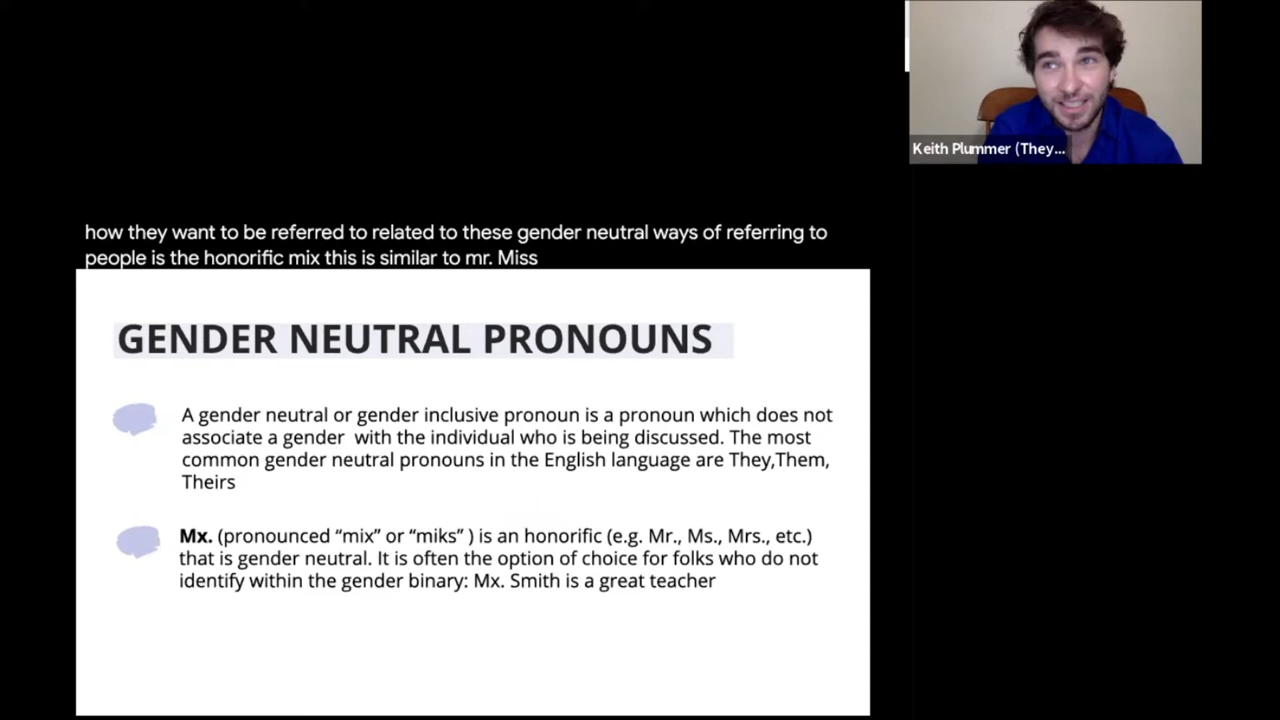 Keith Plummer (They...
how they want to be referred to related to these gender neutral ways of referring to
people is the honorific mix this is similar to mr. Miss
GENDER NEUTRAL PRONOUNS
A gender neutral or gender inclusive pronoun is a pronoun which does not
associate a gender with the individual who is being discussed. The most
common gender neutral pronouns in the English language are They,Them,
Theirs
Mx. (pronounced “mix” or “miks” ) is an honorific (e.g. Mr., Ms., Mrs., etc.)
that is gender neutral. It is often the option of choice for folks who do not
identify within the gender binary: Mx. Smith is a great teacher